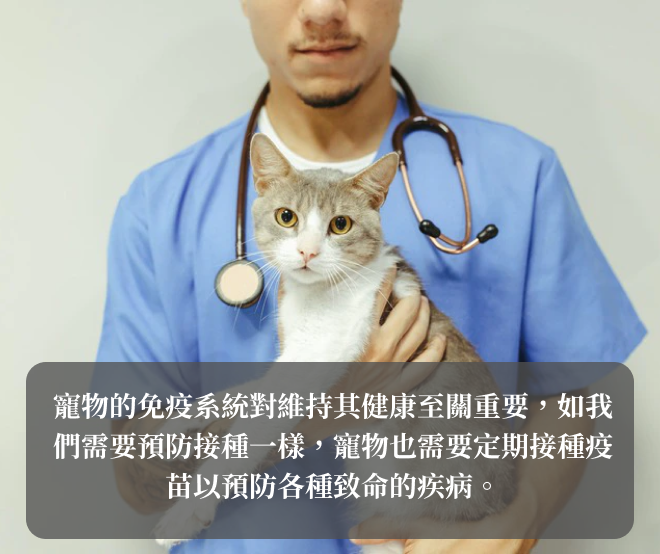 寵物的免疫系統對維持其健康至關重要，如我
們需要預防接種一樣，寵物也需要定期接種疫
苗以預防各種致命的疾病。